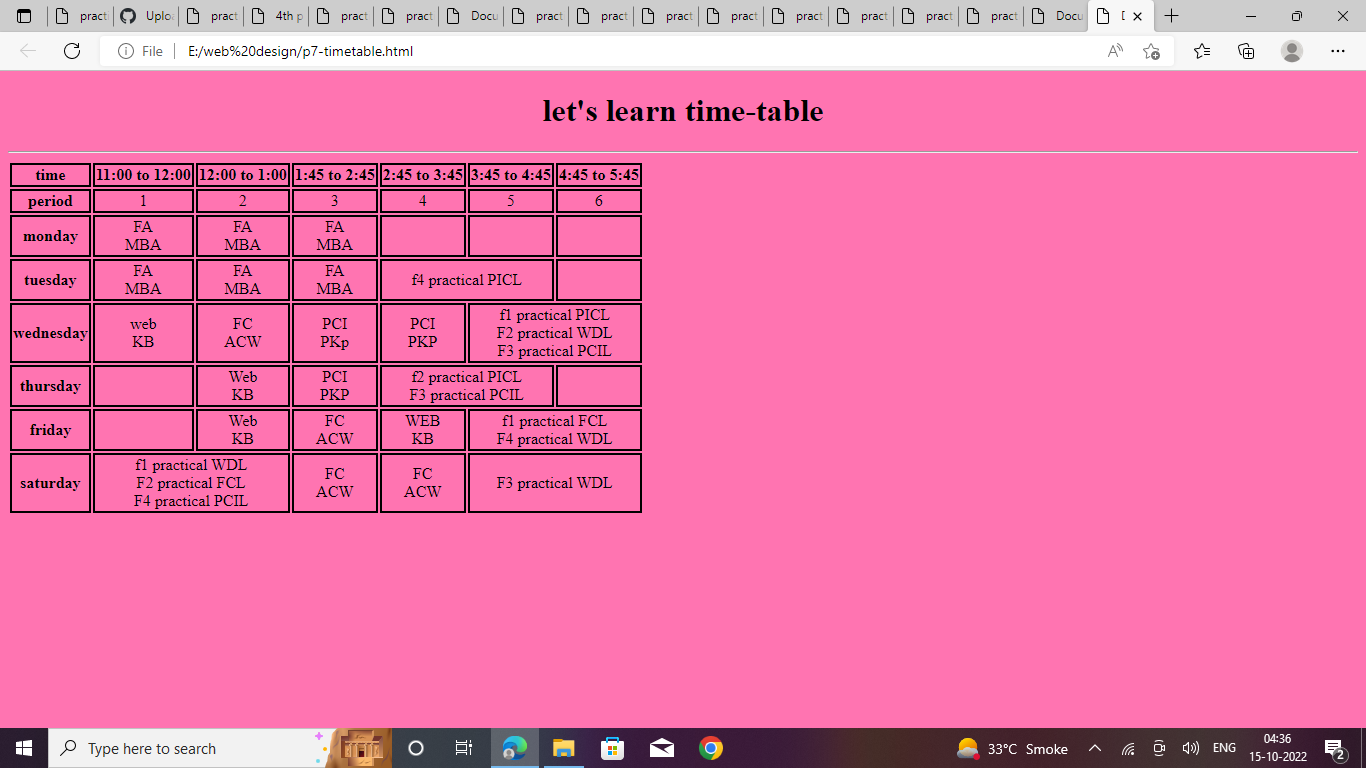 pract
Uploa
pract
4th p
pract
pract
Docu
pract
pract
pract
pract
pract
pract
pract
pract
Docu
File
E:/web%20design/p7-timetable.html
let's learn time-table
time 11:00 to 12:00 12:00 to 1:00 1:45 to 2:45 2:45 to 3:45 3:45 to 4:45 4:45 to 5:45
period 1 2 3 4 5 6
monday
FA FA FA
MBA MBA MBA
tuesday
FA FA FA
MBA MBA MBA
f4 practical PICL
wednesday
web FC PCI PCI
KB ACW PKp PKP
f1 practical PICL
F2 practical WDL
F3 practical PCIL
thursday
Web PCI
KB PKP
f2 practical PICL
F3 practical PCIL
friday
Web FC WEB
KB ACW KB
f1 practical FCL
F4 practical WDL
saturday
f1 practical WDL
F2 practical FCL
F4 practical PCIL
FC FC
ACW ACW
F3 practical WDL
Type here to search
33°C Smoke
ENG
04:36
15-10-2022
2